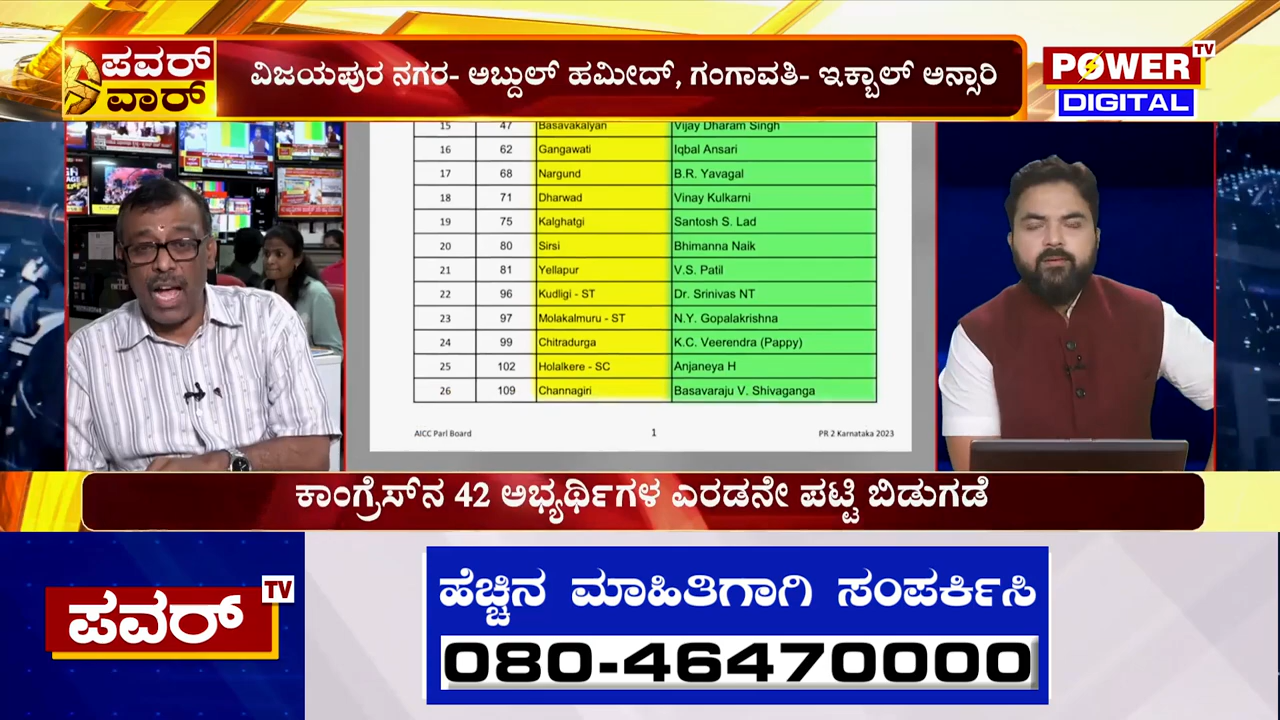 ಪವರ್
ವಾರ್
ವಿಜಯಪುರ ನಗರ- ಅಬ್ದುಲ್ ಹಮೀದ್, ಗಂಗಾವತಿ- ಇಕ್ಬಾಲ್ ಅನ್ಸಾರಿ
POWER TV
DIGITAL
15 47 Basavakalyan Vijay Dharam Singh
16 62 Gangawati Iqbal Ansari
17 68 Nargund B.R. Yavagal
18 71 Dharwad Vinay Kulkarni
19 75 Kalghatgi Santosh S. Lad
20 80 Sirsi Bhimanna Naik
21 81 Yellapur V.S. Patil
22 96 Kudligi - ST Dr. Srinivas NT
23 97 Molakalmuru - ST N.Y. Gopalakrishna
24 99 Chitradurga K.C. Veerendra (Pappy)
25 102 Holalkere - SC Anjaneya H
26 109 Channagiri Basavaraju V. Shivaganga
AICC Parl Board 1 PR 2 Karnataka 2023
ಕಾಂಗ್ರೆಸ್‌ನ 42 ಅಭ್ಯರ್ಥಿಗಳ ಎರಡನೇ ಪಟ್ಟಿ ಬಿಡುಗಡೆ
ಪವರ್ TV
ಹೆಚ್ಚಿನ ಮಾಹಿತಿಗಾಗಿ ಸಂಪರ್ಕಿಸಿ
080-46470000